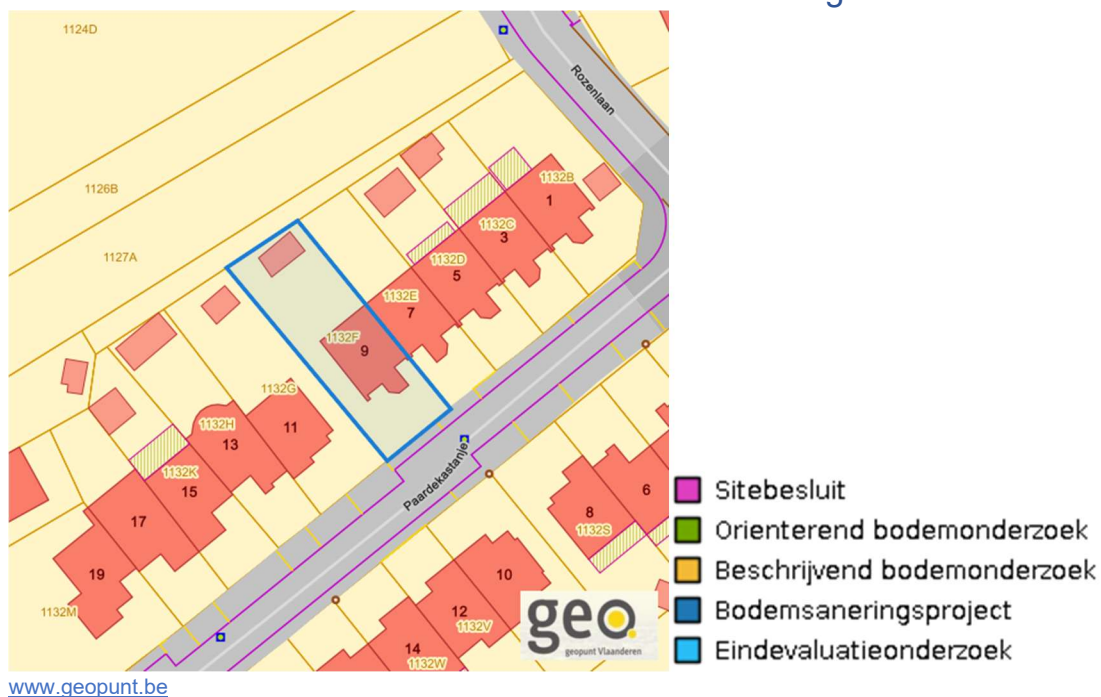 1124D
Rozenlaan
1126B
1132B
1
1132C
3
1127A
1132D
5
1132E
7
1132F
9
1132G
11
1132H
13
1132K
15
17
19
1132M
Paardekastanje
6
8
1132S
10
12
1132V
14
1132W
geo.
geopunt Vlaanderen
Sitebesluit
Orienterend bodemonderzoek
Beschrijvend bodemonderzoek
Bodemsaneringsproject
Eindevaluatieonderzoek
www.geopunt.be